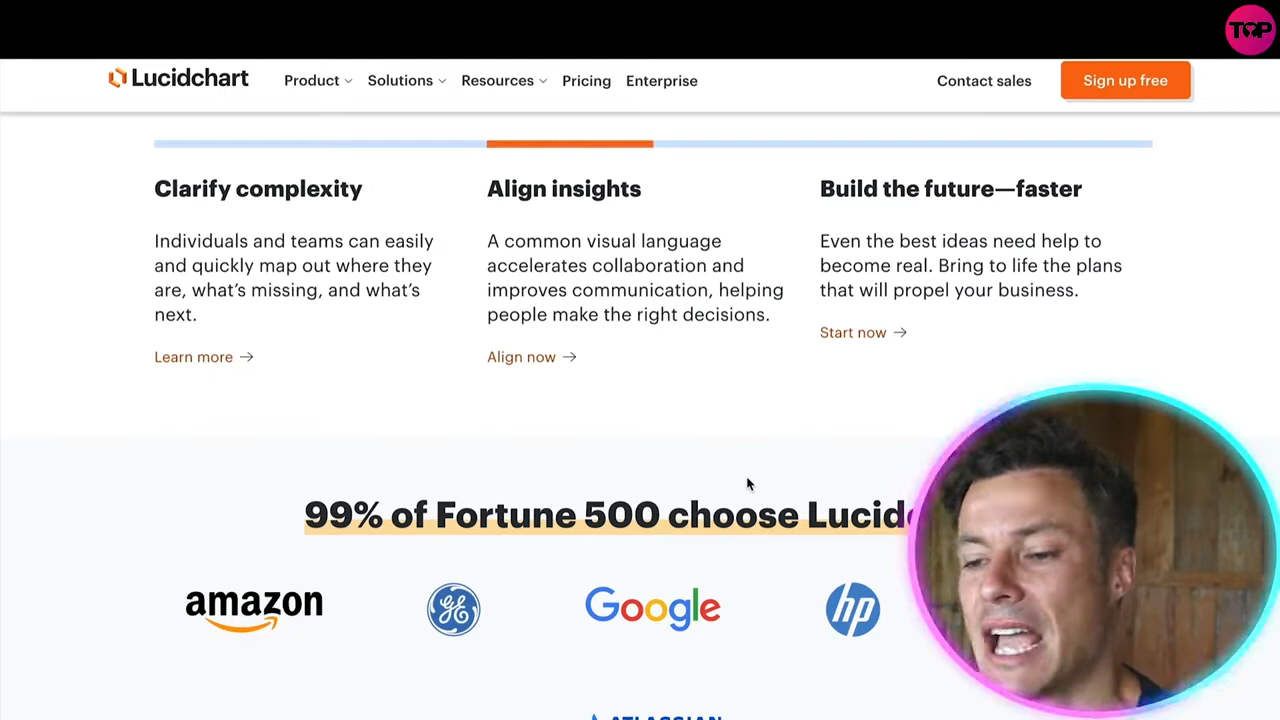 TOP
Lucidchart
Product
Solutions
Resources
Pricing
Enterprise
Contact sales
Sign up free
Clarify complexity
Individuals and teams can easily
and quickly map out where they
are, what’s missing, and what’s
next.
Learn more →
Align insights
A common visual language
accelerates collaboration and
improves communication, helping
people make the right decisions.
Align now →
Build the future—faster
Even the best ideas need help to
become real. Bring to life the plans
that will propel your business.
Start now →
99% of Fortune 500 choose Lucid
amazon
GE
Google
hp
ATLASSIAN